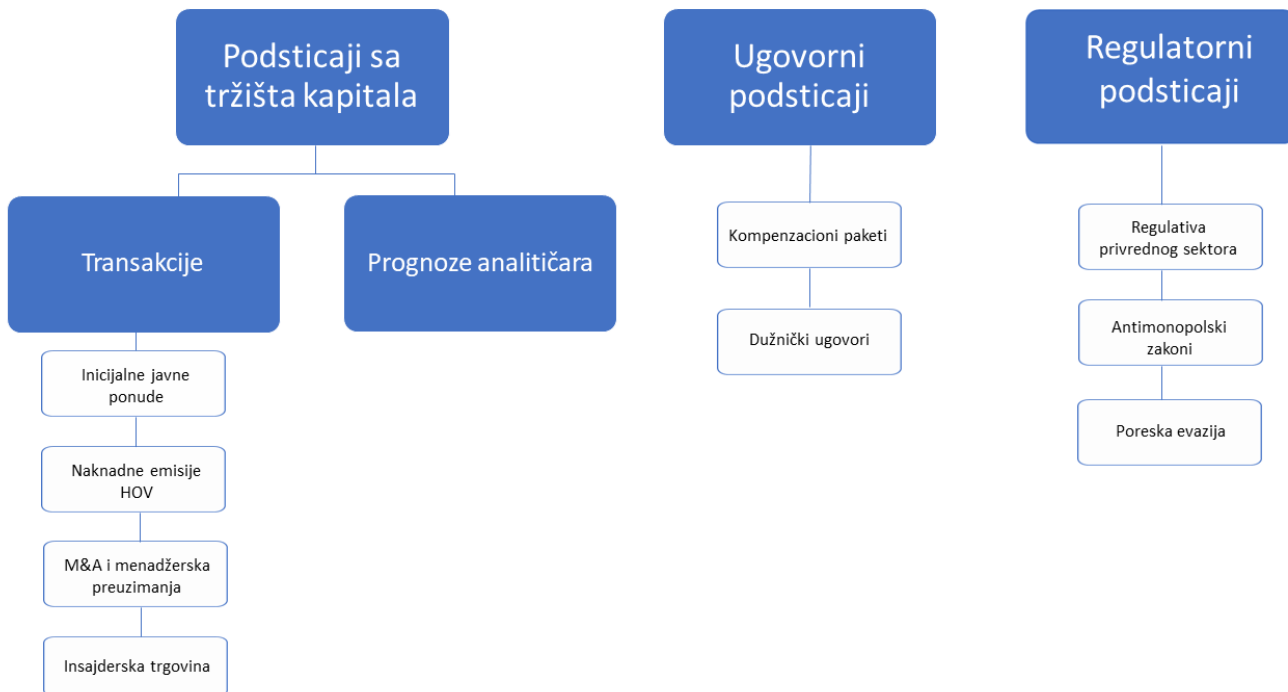 Podsticaji sa
tržišta kapitala
Ugovorni
podsticaji
Regulatorni
podsticaji
Transakcije
Prognoze analitičara
Kompenzacioni paketi
Dužnički ugovori
Regulativa
privrednog sektora
Antimonopolski
zakoni
Poreska evazija
Inicijalne javne
ponude
Naknadne emisije
HOV
M&A i menadžerska
preuzimanja
Insajderska trgovina